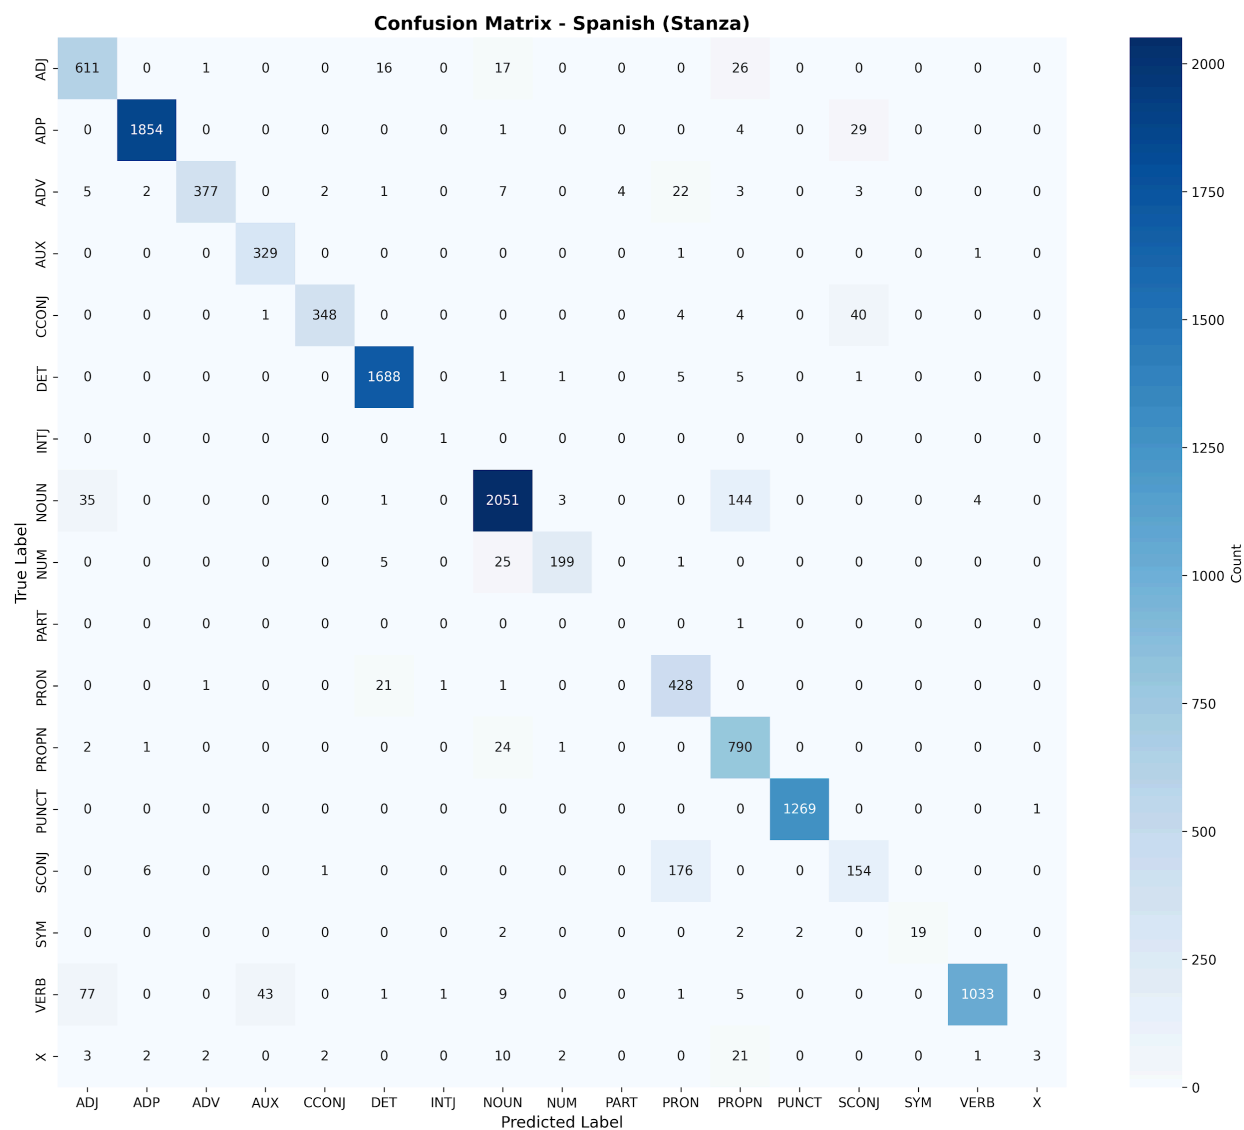 Confusion Matrix - Spanish (Stanza)
ADJ 611 0 1 0 0 16 0 17 0 0 0 26 0 0 0 0 0
ADP 0 1854 0 0 0 0 0 1 0 0 0 4 0 29 0 0 0
ADV 5 2 377 0 2 1 0 7 0 4 22 3 0 3 0 0 0
AUX 0 0 0 329 0 0 0 0 0 0 1 0 0 0 0 1 0
CCONJ 0 0 0 1 348 0 0 0 0 0 4 4 0 40 0 0 0
DET 0 0 0 0 0 1688 0 1 1 0 5 5 0 1 0 0 0
INTJ 0 0 0 0 0 0 1 0 0 0 0 0 0 0 0 0 0
NOUN 35 0 0 0 0 1 0 2051 3 0 0 144 0 0 0 4 0
NUM 0 0 0 0 0 5 0 25 199 0 1 0 0 0 0 0 0
PART 0 0 0 0 0 0 0 0 0 0 0 1 0 0 0 0 0
PRON 0 0 1 0 0 21 1 1 0 0 428 0 0 0 0 0 0
PROPN 2 1 0 0 0 0 0 24 1 0 0 790 0 0 0 0 0
PUNCT 0 0 0 0 0 0 0 0 0 0 0 0 1269 0 0 0 1
SCONJ 0 6 0 0 1 0 0 0 0 0 176 0 0 154 0 0 0
SYM 0 0 0 0 0 0 0 2 0 0 0 2 2 0 19 0 0
VERB 77 0 0 43 0 1 1 9 0 0 1 5 0 0 0 1033 0
X 3 2 2 0 2 0 0 10 2 0 0 21 0 0 0 1 3
ADJ ADP ADV AUX CCONJ DET INTJ NOUN NUM PART PRON PROPN PUNCT SCONJ SYM VERB X
Predicted Label
True Label
2000
1750
1500
1250
1000
750
500
250
0
Count